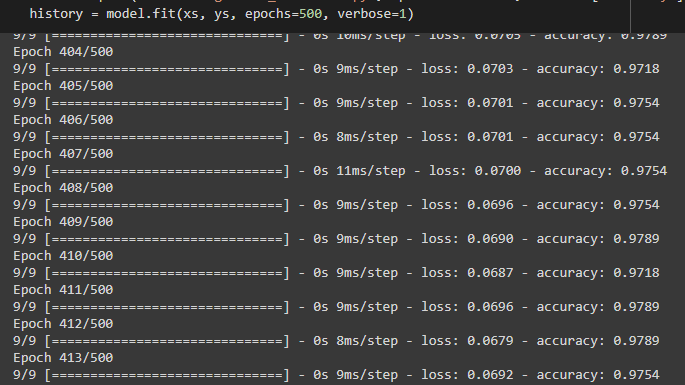 history = model.fit(xs, ys, epochs=500, verbose=1)
9/9 [==============================] - 0s 10ms/step - loss: 0.0705 - accuracy: 0.9789
Epoch 404/500
9/9 [==============================] - 0s 9ms/step - loss: 0.0703 - accuracy: 0.9718
Epoch 405/500
9/9 [==============================] - 0s 9ms/step - loss: 0.0701 - accuracy: 0.9754
Epoch 406/500
9/9 [==============================] - 0s 8ms/step - loss: 0.0701 - accuracy: 0.9754
Epoch 407/500
9/9 [==============================] - 0s 11ms/step - loss: 0.0700 - accuracy: 0.9754
Epoch 408/500
9/9 [==============================] - 0s 9ms/step - loss: 0.0696 - accuracy: 0.9754
Epoch 409/500
9/9 [==============================] - 0s 9ms/step - loss: 0.0690 - accuracy: 0.9789
Epoch 410/500
9/9 [==============================] - 0s 9ms/step - loss: 0.0687 - accuracy: 0.9718
Epoch 411/500
9/9 [==============================] - 0s 9ms/step - loss: 0.0696 - accuracy: 0.9789
Epoch 412/500
9/9 [==============================] - 0s 8ms/step - loss: 0.0679 - accuracy: 0.9789
Epoch 413/500
9/9 [==============================] - 0s 9ms/step - loss: 0.0692 - accuracy: 0.9754